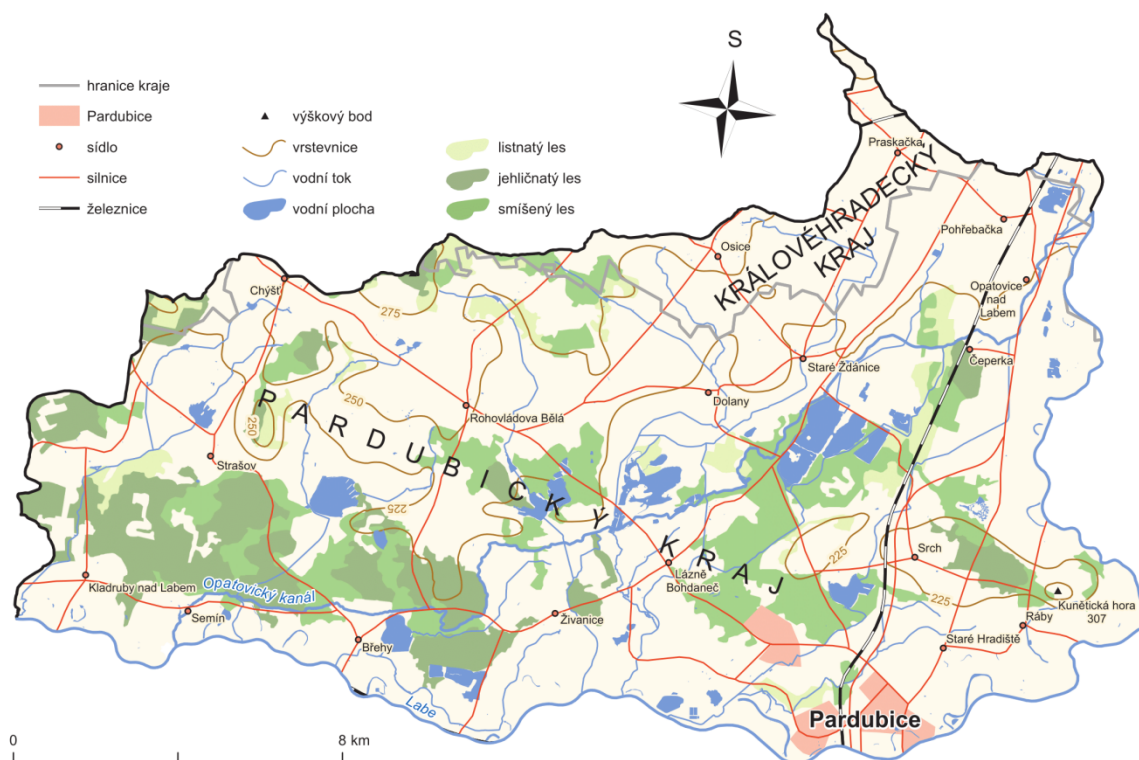 S
hranice kraje
Pardubice
sídlo
silnice
železnice
výškový bod
vrstevnice
vodní tok
vodní plocha
listnatý les
jehličnatý les
smíšený les
Praskačka
KRÁLOVÉHRADECKÝ
KRAJ
Pohřebačka
Osice
Opatovice
nad
Labem
Chýšť
275
Čeperka
Staré Ždánice
Dolany
250
250
Rohovládova Bělá
PARDUBICKÝ KRAJ
Strašov
225
225
Srch
Lázně
Bohdaneč
Kladruby nad Labem
Opatovický kanál
225
Kunětická hora
307
Semín
Živanice
Ráby
Břehy
Staré Hradiště
Labe
Pardubice
0
8 km